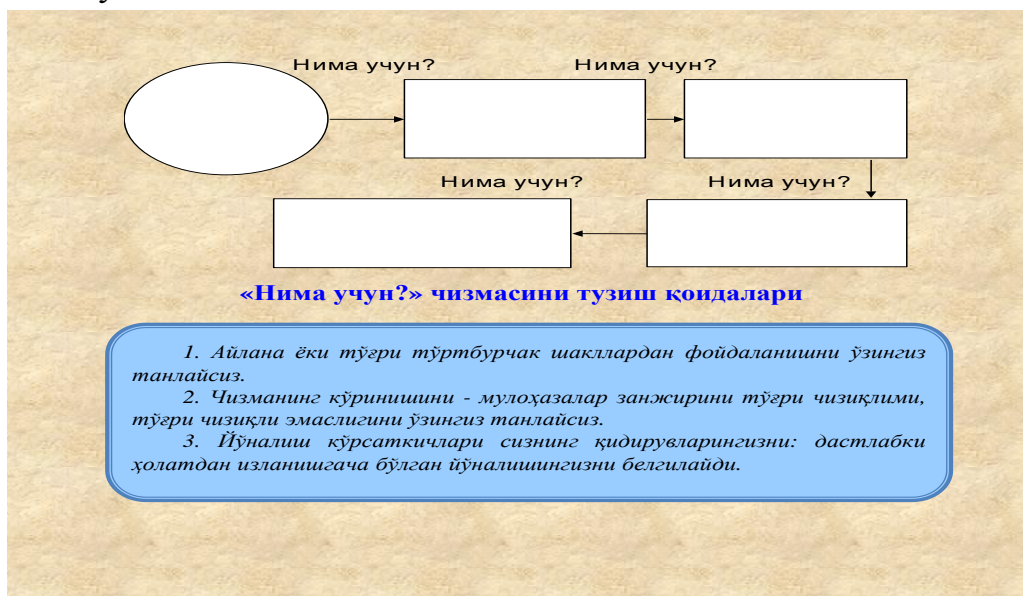 Нима учун? Нима учун?
Нима учун? Нима учун?
«Нима учун?» чизмасини тузиш қоидалари
1. Айлана ёки тўғри тўртбурчак шакллардан фойдаланишни ўзингиз
танлайсиз.
2. Чизманинг кўринишини - мулоҳазалар занжирини тўғри чизиқлими,
тўғри чизиқли эмаслигини ўзингиз танлайсиз.
3. Йўналиш кўрсаткичлари сизнинг қидирувларингизни: дастлабки
ҳолатдан изланишгача бўлган йўналишингизни белгилайди.